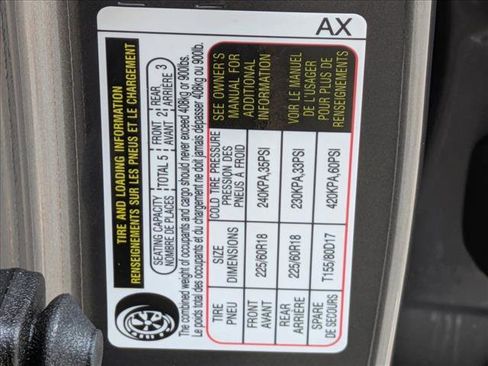 AX
TIRE AND LOADING INFORMATION
RENSEIGNEMENTS SUR LES PNEUS ET LE CHARGEMENT
SEATING CAPACITY TOTAL 5 FRONT 2 REAR 3
NOMBRE DE PLACES AVANT ARRIÈRE
The combined weight of occupants and cargo should never exceed 408kg or 900lbs.
Le poids total des occupants et du chargement ne doit jamais dépasser 408kg ou 900lb.
TIRE SIZE COLD TIRE PRESSURE
PNEU DIMENSIONS PRESSION DES PNEUS À FROID
FRONT 225/60R18 240KPA,35PSI
AVANT
REAR 225/60R18 230KPA,33PSI
ARRIÈRE
SPARE T155/80D17 420KPA,60PSI
DE SECOURS
SEE OWNER'S
MANUAL FOR
ADDITIONAL
INFORMATION
VOIR LE MANUEL
DE L'USAGER
POUR PLUS DE
RENSEIGNEMENTS